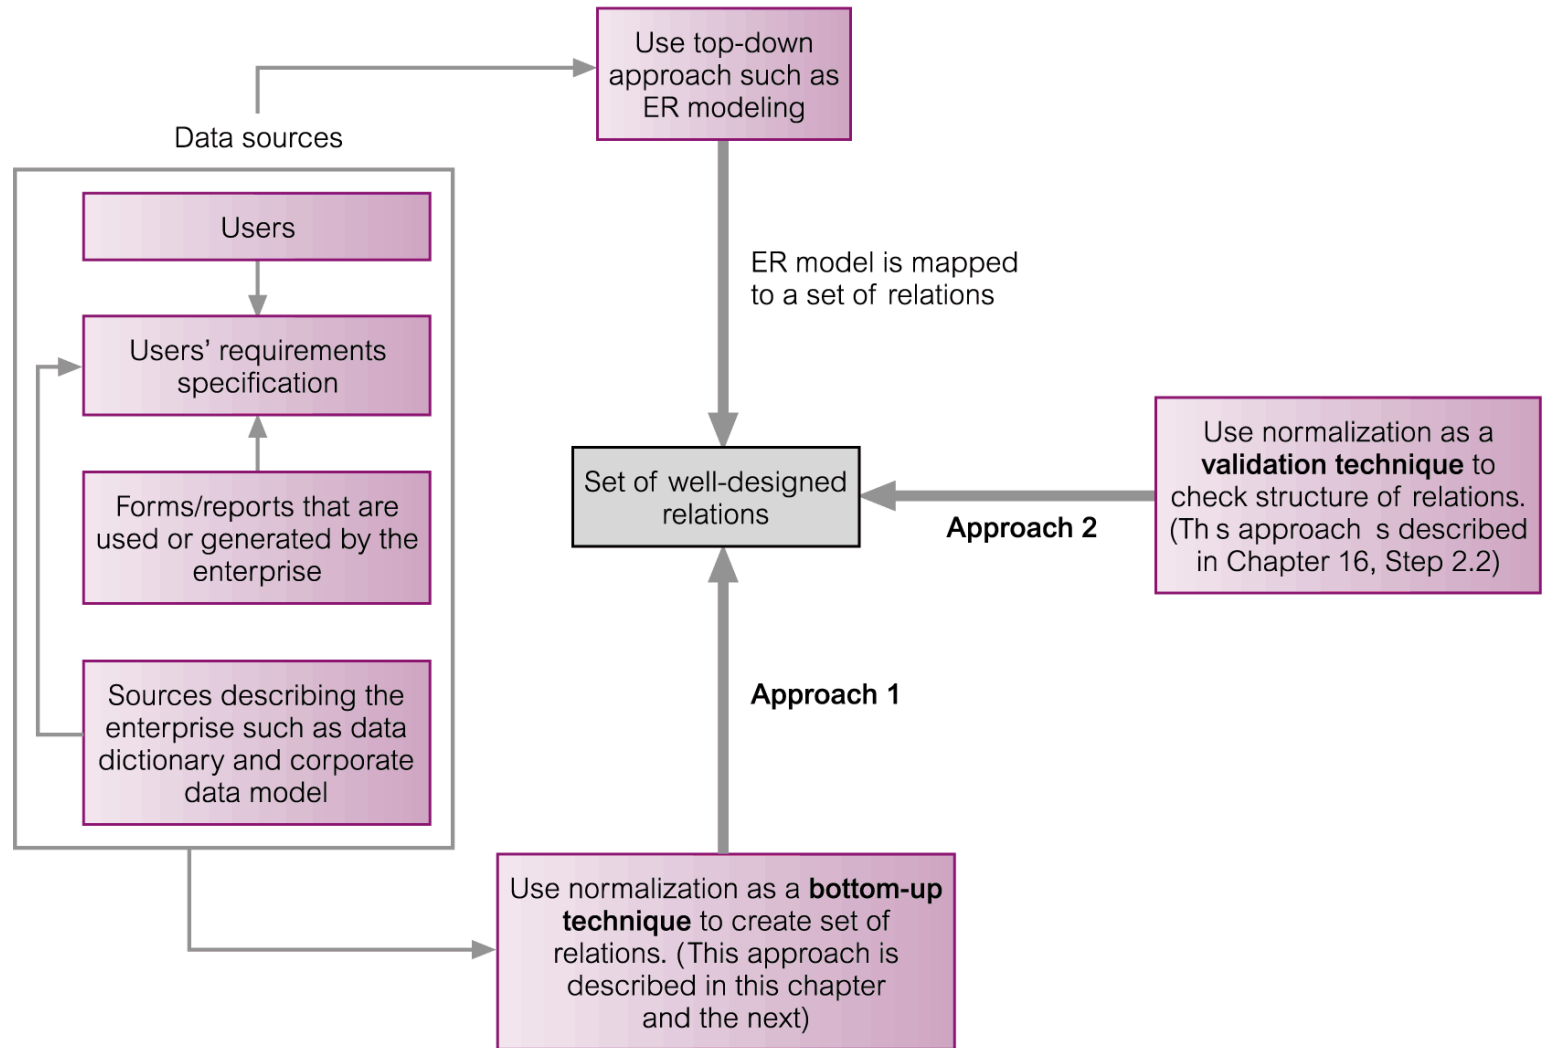 Use top-down
approach such as
ER modeling
Data sources
Users
Users’ requirements
specification
Forms/reports that are
used or generated by the
enterprise
Sources describing the
enterprise such as data
dictionary and corporate
data model
ER model is mapped
to a set of relations
Set of well-designed
relations
Approach 2
Use normalization as a
validation technique to
check structure of relations.
(Th s approach  s described
in Chapter 16, Step 2.2)
Approach 1
Use normalization as a bottom-up
technique to create set of
relations. (This approach is
described in this chapter
and the next)